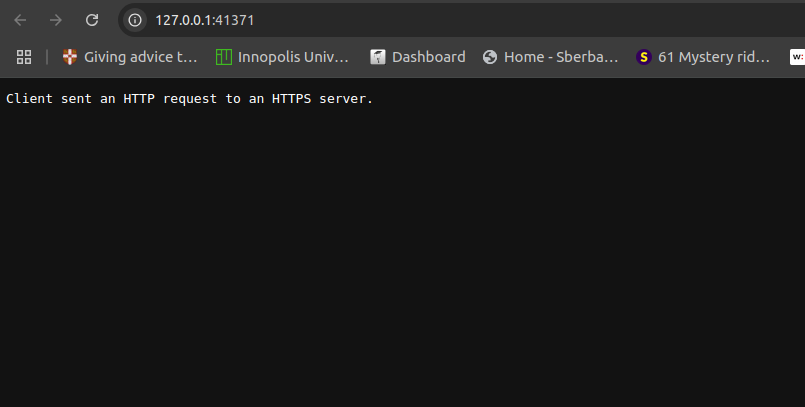 127.0.0.1:41371
Giving advice t... Innopolis Univ... Dashboard Home - Sberba... S 61 Mystery rid... w:
Client sent an HTTP request to an HTTPS server.